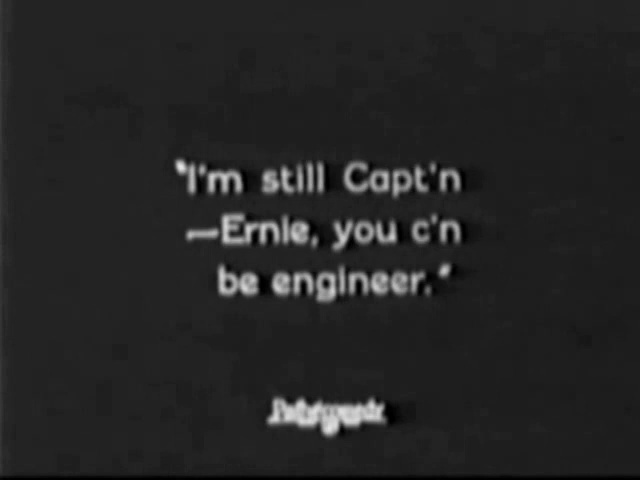 "I'm still Capt'n
—Ernie, you c'n
be engineer."